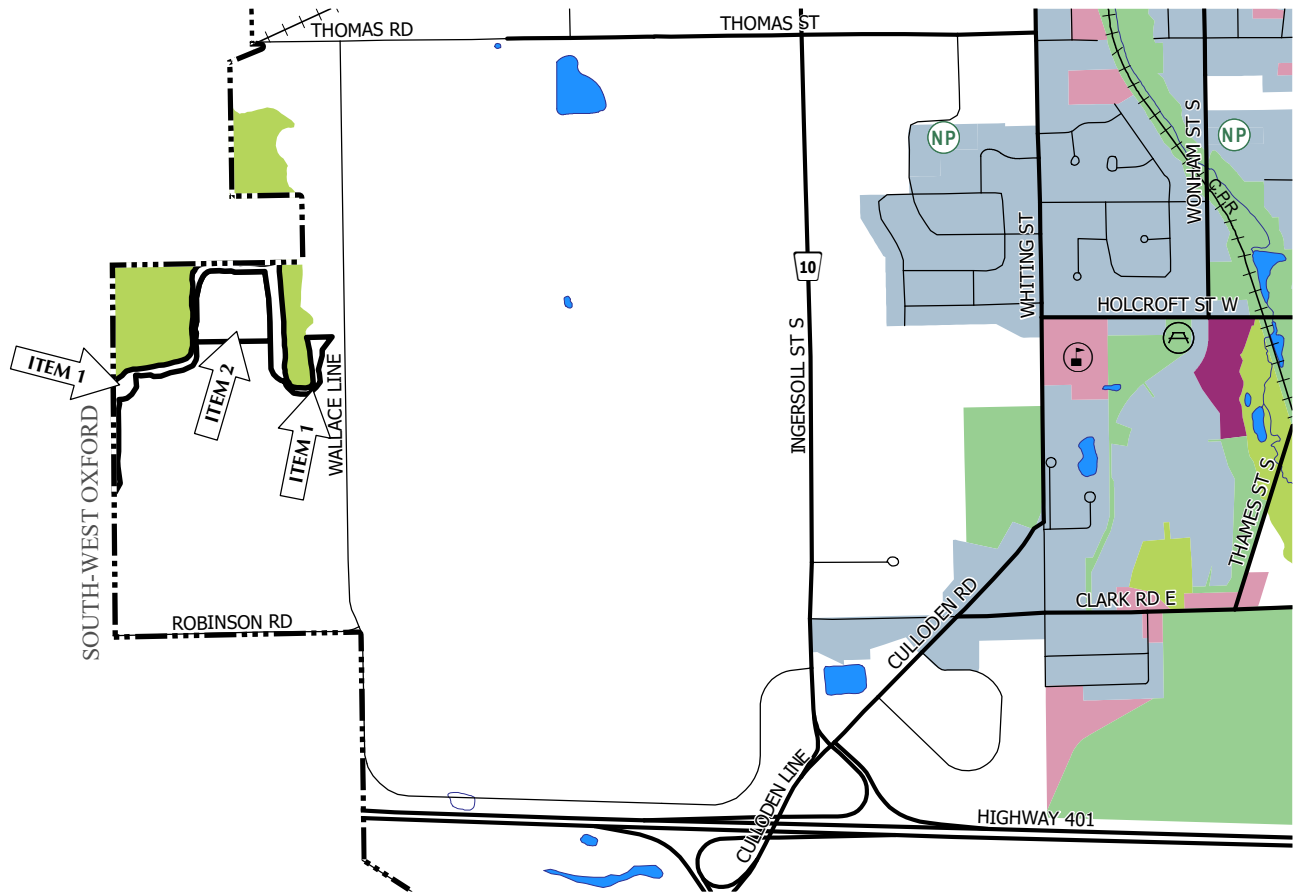 THOMAS RD
THOMAS ST
NP
NP
WONHAM ST S
C.P.R
WHITING ST
10
HOLCROFT ST W
INGERSOLL ST S
ITEM 1
ITEM 2
ITEM 1
WALLACE LINE
SOUTH-WEST OXFORD
THAMES ST S
CLARK RD E
ROBINSON RD
CULLODEN RD
CULLODEN LINE
HIGHWAY 401